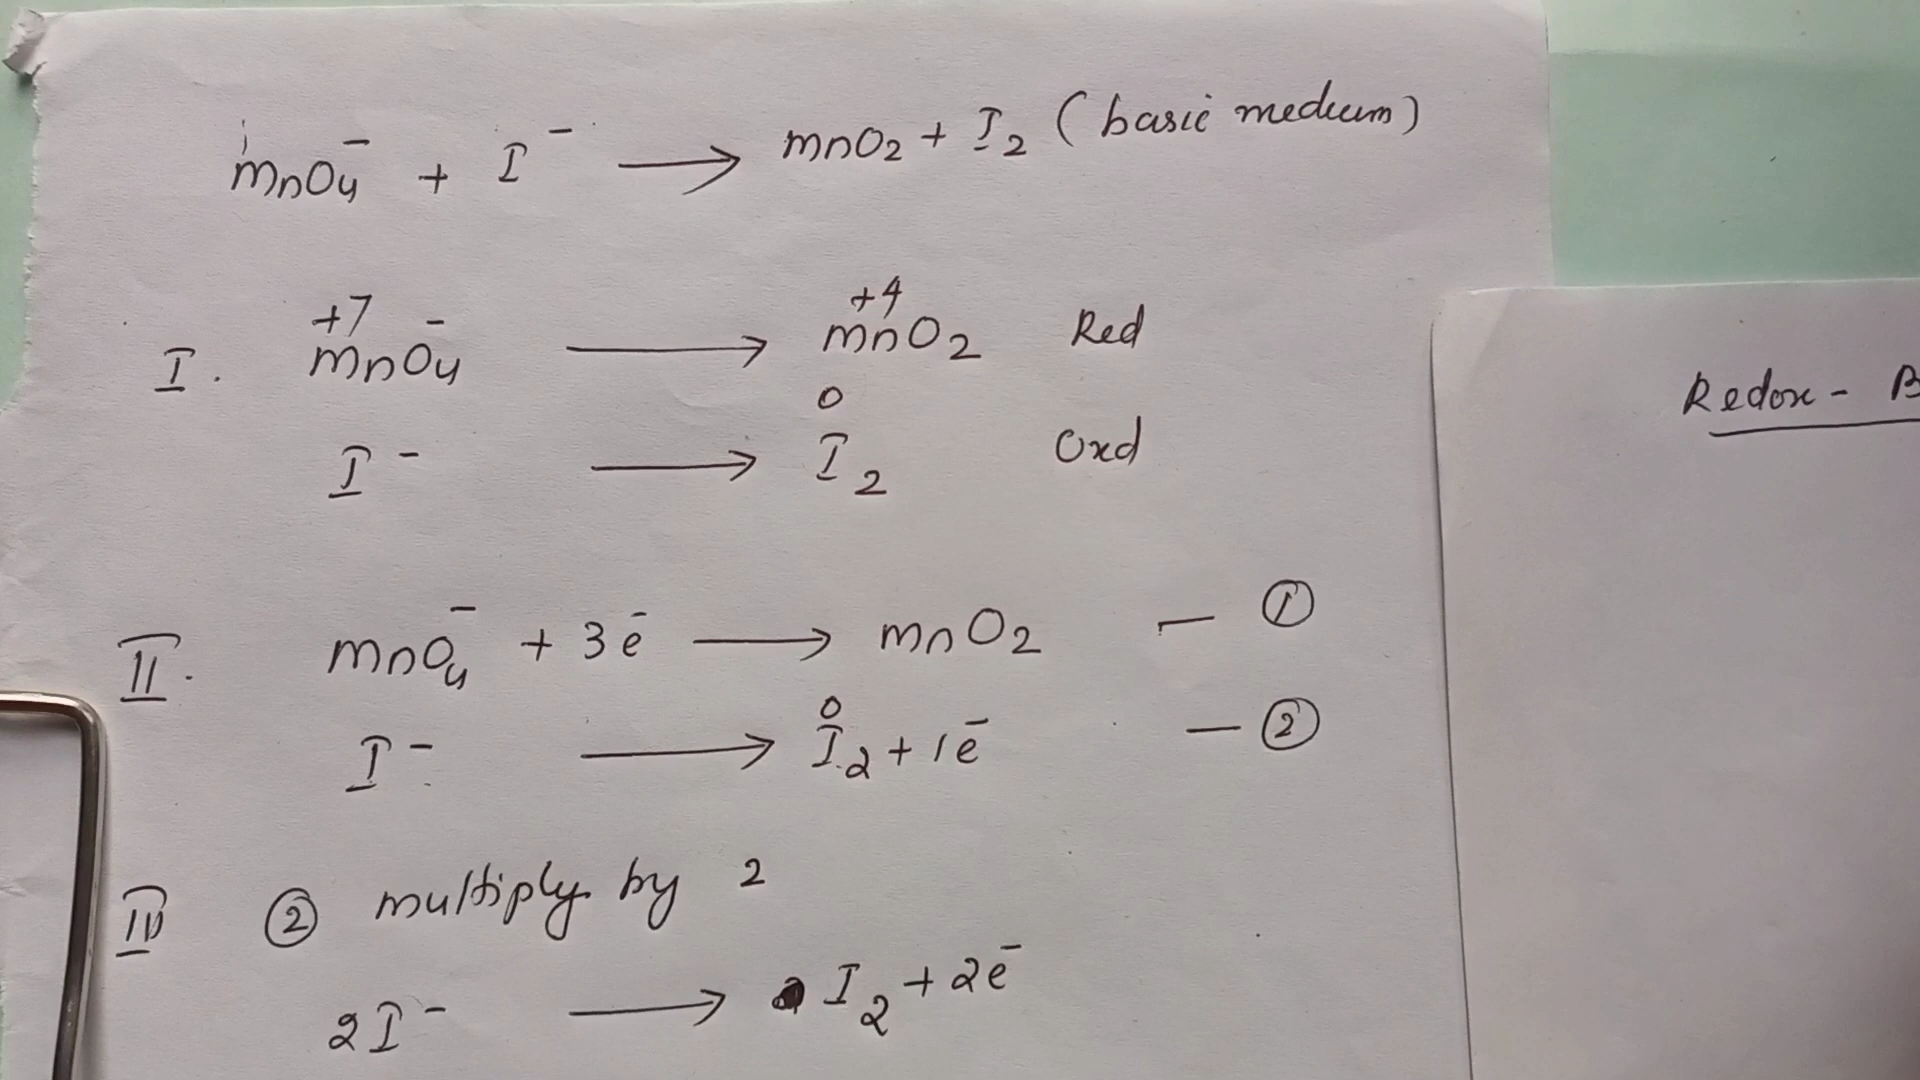 MnO₄⁻ + I⁻ → MnO₂ + I₂ (basic medium)
+7 +4
I. MnO₄⁻ → MnO₂ Red
0
I⁻ → I₂ Oxd
Redox - B
II. MnO₄⁻ + 3e⁻ → MnO₂ — ①
0
I⁻ → I₂ + 1e⁻ — ②
III ② multiply by 2
2I⁻ → I₂ + 2e⁻